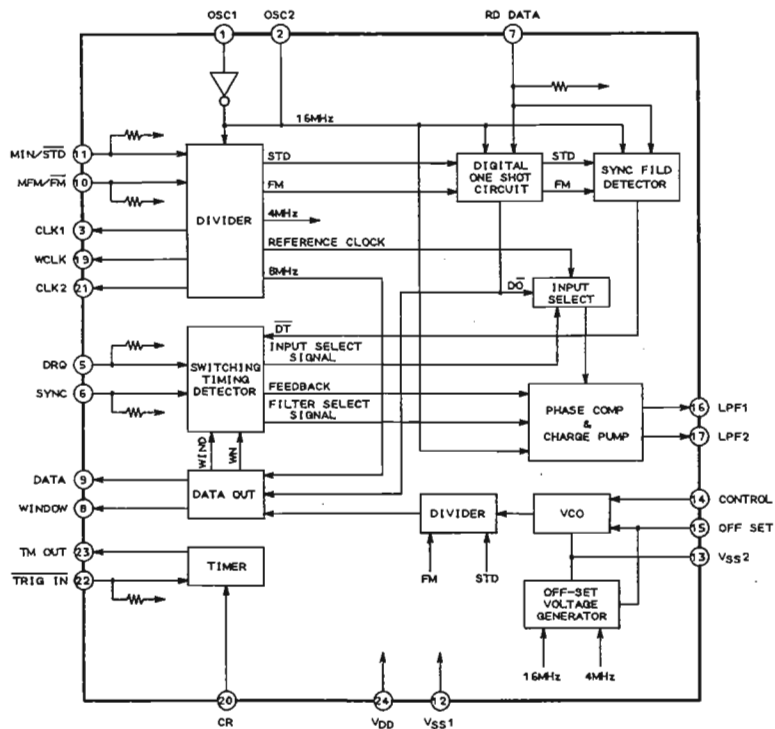 OSC1 OSC2 RD DATA
1 2 7
16MHz
11 MIN/STD
10 MFM/FM
3 CLK1
19 WCLK
21 CLK2
DIVIDER
STD
FM
4MHz
REFERENCE CLOCK
8MHz
DIGITAL
ONE SHOT
CIRCUIT
STD
FM
SYNC FILD
DETECTOR
DO
INPUT
SELECT
DT
INPUT SELECT
SIGNAL
5 DRQ
6 SYNC
SWITCHING
TIMING
DETECTOR
FEEDBACK
FILTER SELECT
SIGNAL
PHASE COMP
&
CHARGE PUMP
16 LPF1
17 LPF2
WIND
WN
9 DATA
8 WINDOW
DATA OUT
DIVIDER
FM STD
VCO
14 CONTROL
15 OFF SET
13 VSS2
23 TM OUT
22 TRIG IN
TIMER
OFF-SET
VOLTAGE
GENERATOR
16MHz 4MHz
20 24 12
CR VDD VSS1